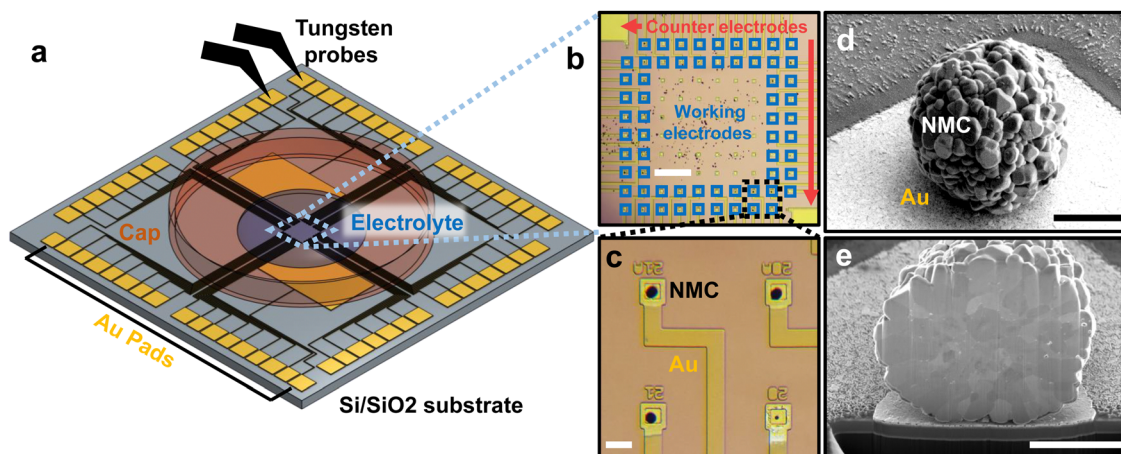 a
Tungsten
probes
Cap
Electrolyte
Au Pads
Si/SiO2 substrate
b
Counter electrodes
Working
electrodes
c
NMC
Au
d
NMC
Au
e